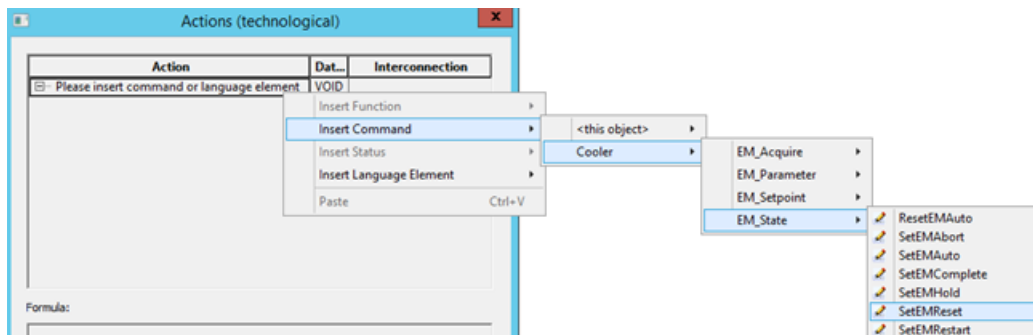 Actions (technological)
x
Action Dat... Interconnection
Please insert command or language element VOID
Insert Function
Insert Command
Insert Status
Insert Language Element
Paste Ctrl+V
<this object>
Cooler
EM_Acquire
EM_Parameter
EM_Setpoint
EM_State
ResetEMAuto
SetEMAbort
SetEMAuto
SetEMComplete
SetEMHold
SetEMReset
SetEMRestart
Formula: